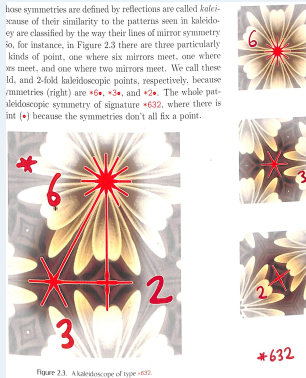 those symmetries are defined by reflections are called kalei-
ecause of their similarity to the patterns seen in kaleido-
ey are classified by the way their lines of mirror symmetry
So, for instance, in Figure 2.3 there are three particularly
kinds of point, one where six mirrors meet, one where
ors meet, and one where two mirrors meet. We call these
ld, and 2-fold kaleidoscopic points, respectively, because
ymmetries (right) are *6•, *3•, and *2•. The whole pat-
aleidoscopic symmetry of signature *632, where there is
int (•) because the symmetries don't all fix a point.
6
3
2
*632
*
6
2
3
Figure 2.3. A kaleidoscope of type *632.